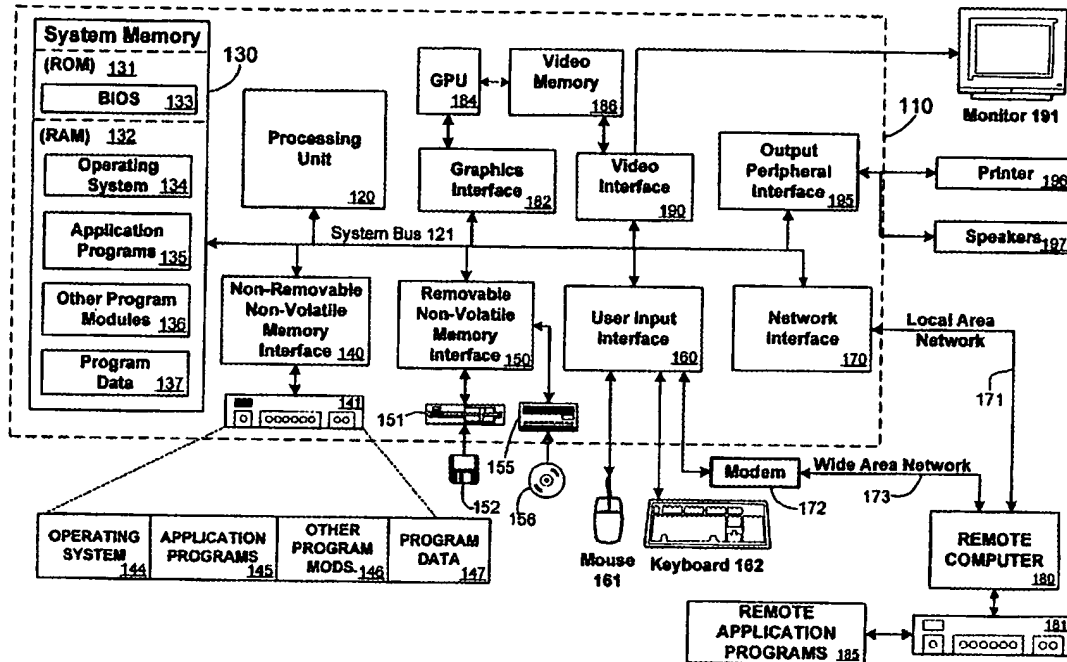 System Memory
(ROM) 131
BIOS 133
(RAM) 132
Operating
System 134
Application
Programs 135
Other Program
Modules 136
Program
Data 137
130
Processing
Unit
120
GPU
184
Video
Memory
186
Graphics
Interface
182
Video
Interface
190
Output
Peripheral
Interface
195
110
Monitor 191
Printer
196
Speakers
197
System Bus 121
Non-Removable
Non-Volatile
Memory
Interface 140
Removable
Non-Volatile
Memory
Interface 150
User Input
Interface
160
Network
Interface
170
Local Area
Network
171
141
151
152
155
156
Modem
172
Wide Area Network
173
OPERATING
SYSTEM 144
APPLICATION
PROGRAMS 145
OTHER
PROGRAM
MODS. 146
PROGRAM
DATA 147
Mouse
161
Keyboard 162
REMOTE
COMPUTER
180
181
REMOTE
APPLICATION
PROGRAMS 185